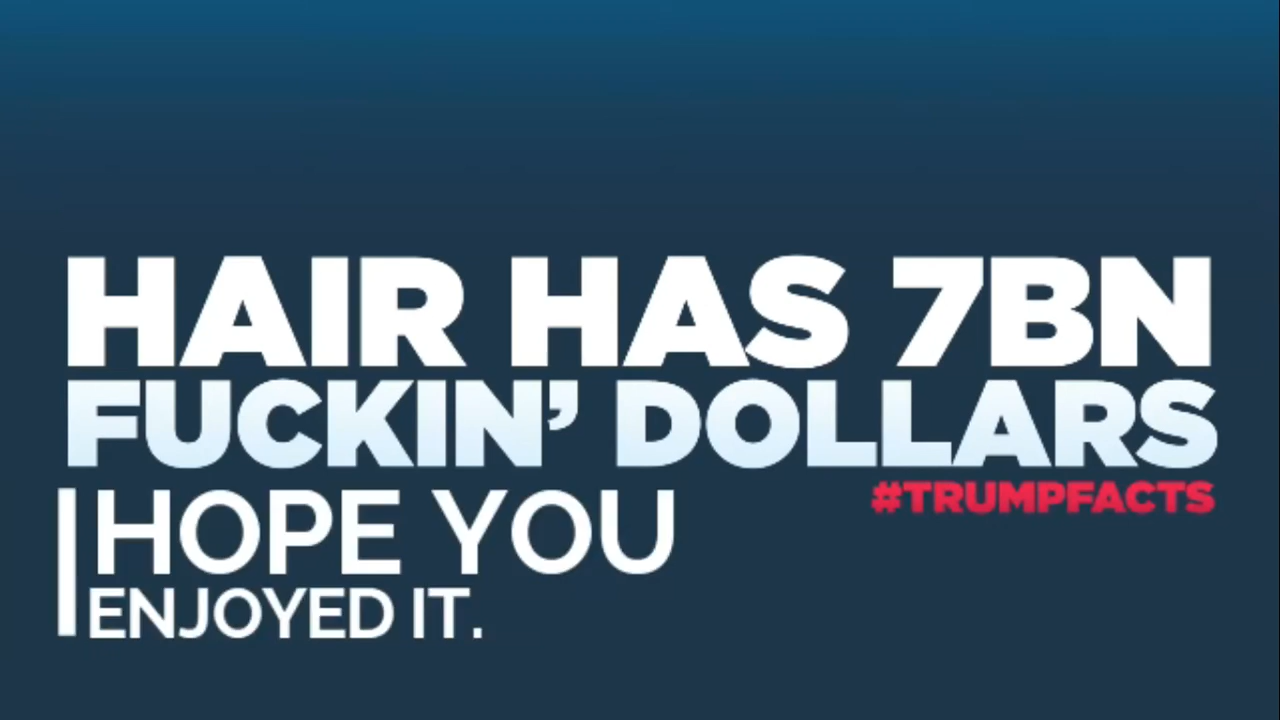 HAIR HAS 7BN
FUCKIN’ DOLLARS
#TRUMPFACTS
HOPE YOU
ENJOYED IT.